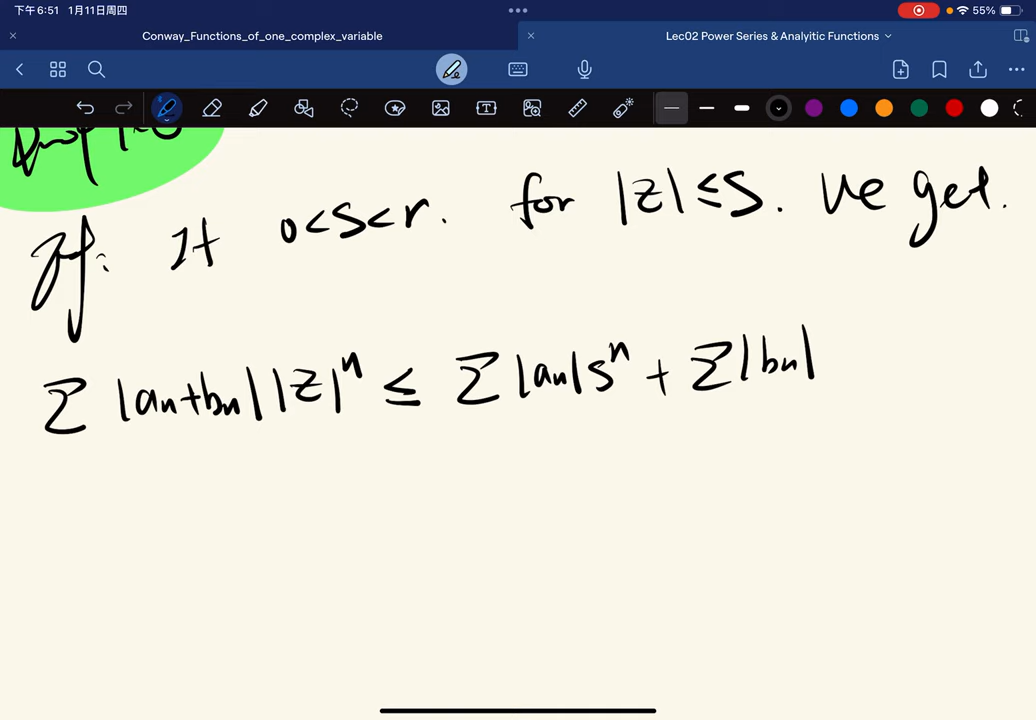 下午6:51 1月11日周四
55%
Conway_Functions_of_one_complex_variable
Lec02 Power Series & Analyitic Functions
Pf: If 0<s<r. for |z|≤s. we get.
∑ |an+bn||z|^n ≤ ∑ |an|s^n + ∑|bn|